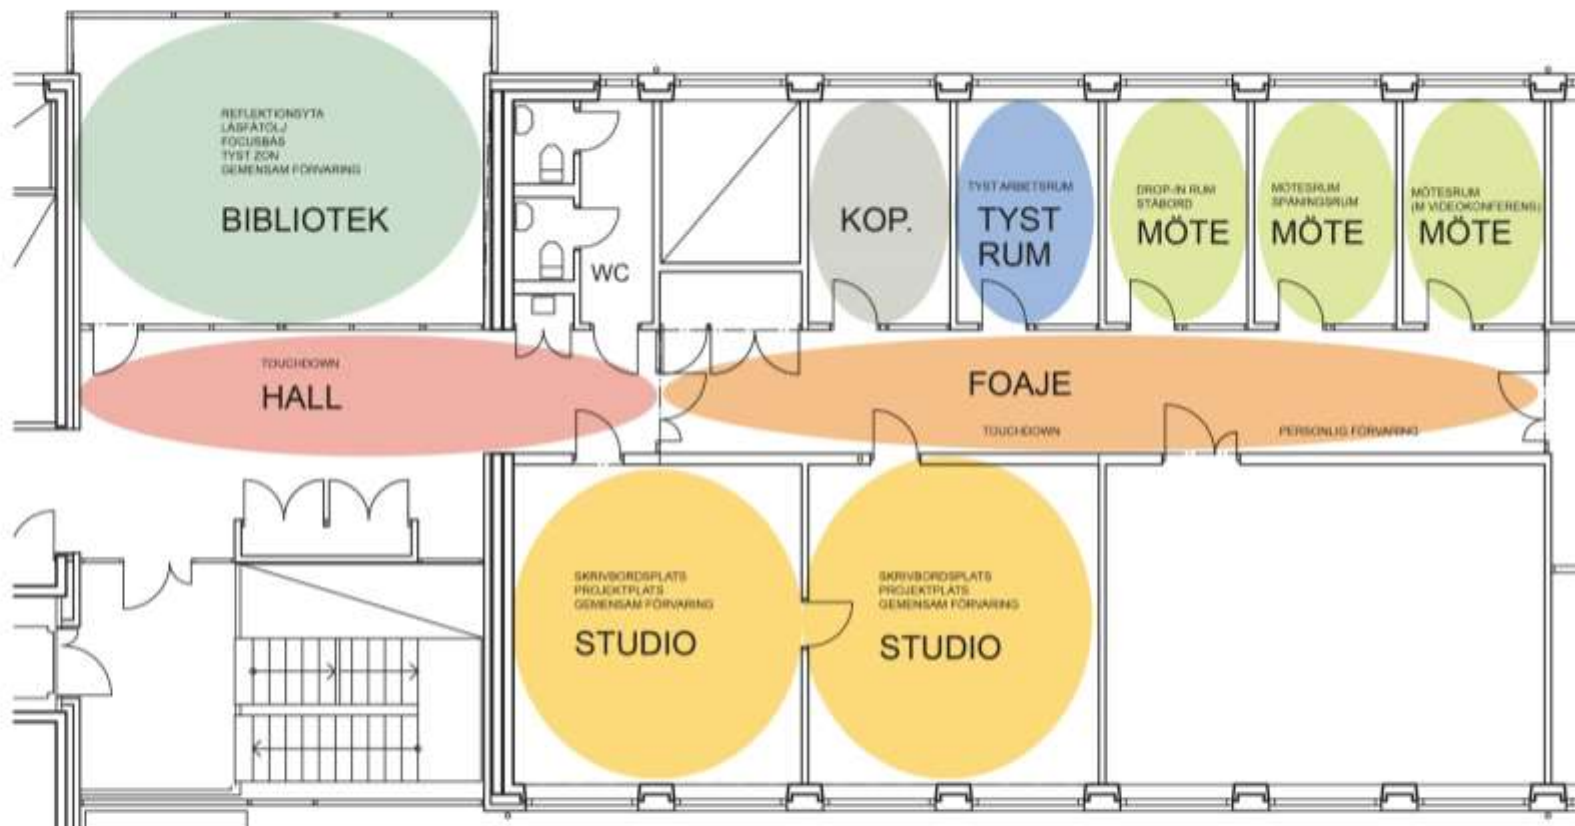 REFLEKTIONSYTA
LÄSFÅTÖLJ
FOCUSBÅS
TYST ZON
GEMENSAM FÖRVARING
BIBLIOTEK
WC
KOP.
TYST ARBETSRUM
TYST
RUM
DROP-IN RUM
STÅBORD
MÖTE
MÖTESRUM
SPANINGSRUM
MÖTE
MÖTESRUM
(M VIDEOKONFERENS)
MÖTE
TOUCHDOWN
HALL
FOAJE
TOUCHDOWN
PERSONLIG FÖRVARING
SKRIVBORDSPLATS
PROJEKTPLATS
GEMENSAM FÖRVARING
STUDIO
SKRIVBORDSPLATS
PROJEKTPLATS
GEMENSAM FÖRVARING
STUDIO